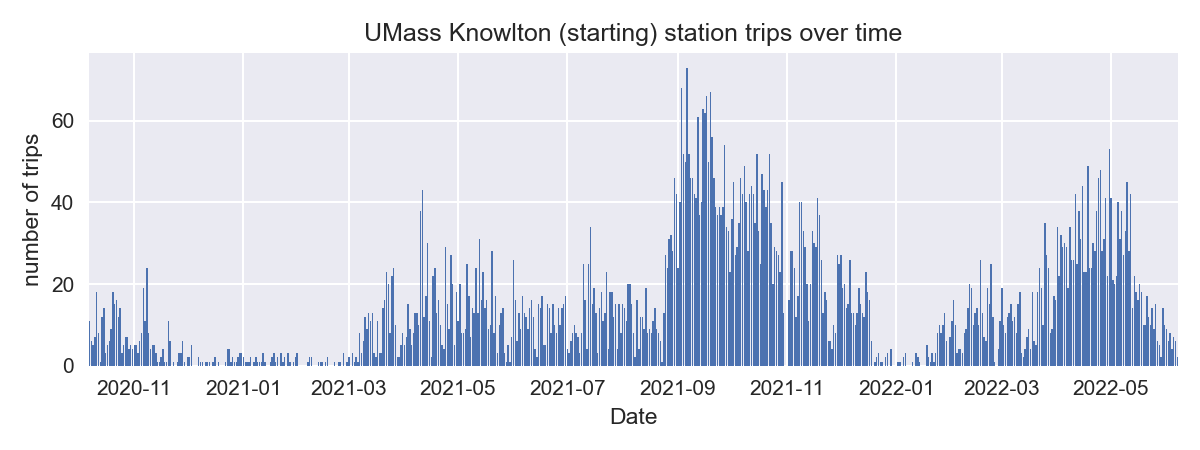 UMass Knowlton (starting) station trips over time
number of trips
60
40
20
0
2020-11 2021-01 2021-03 2021-05 2021-07 2021-09 2021-11 2022-01 2022-03 2022-05
Date